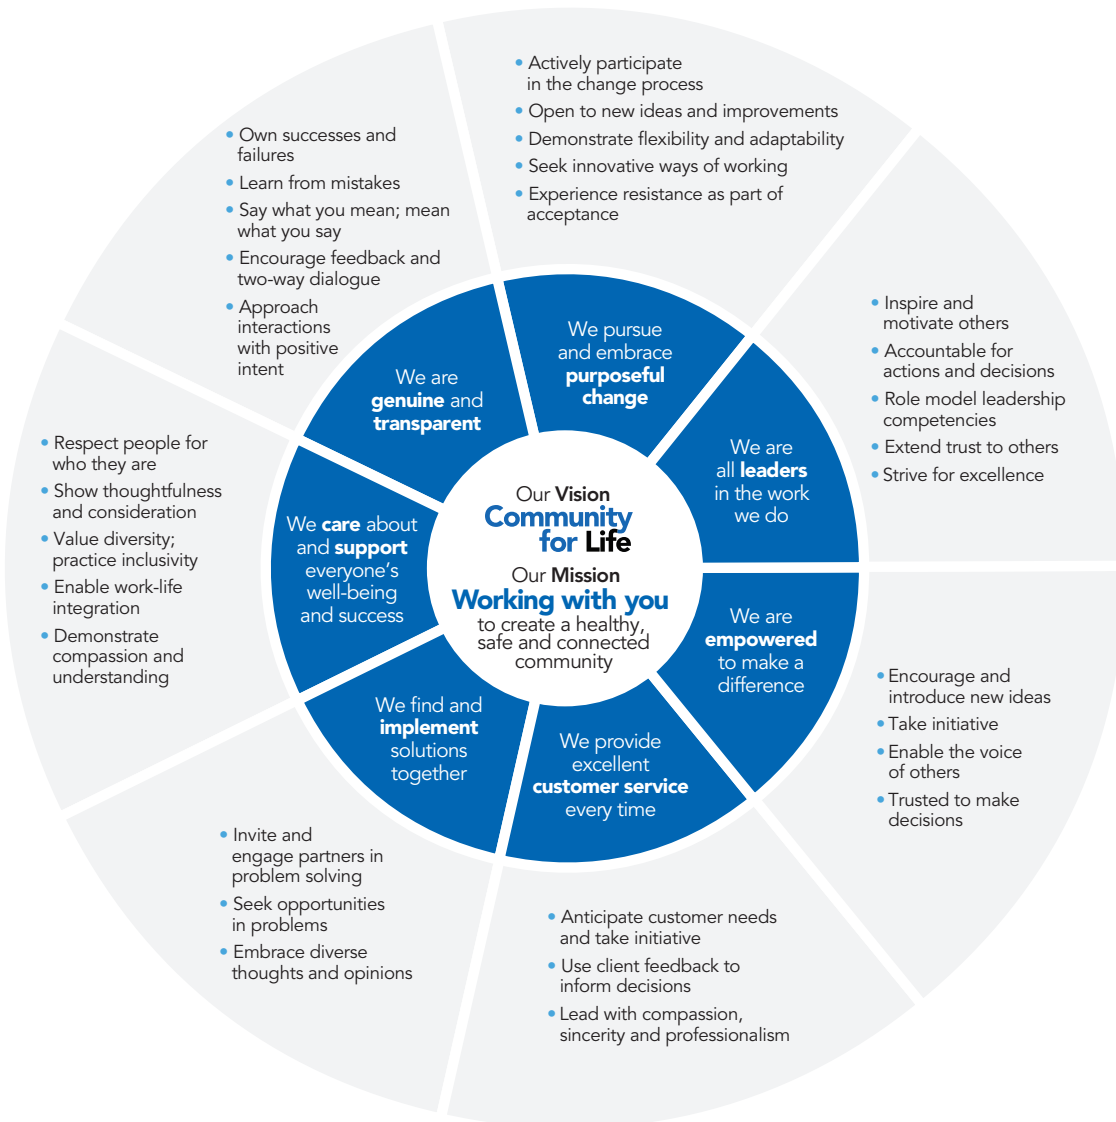 Our Vision
Community
for Life
Our Mission
Working with you
to create a healthy,
safe and connected
community
We pursue
and embrace
purposeful
change
• Actively participate
in the change process
• Open to new ideas and improvements
• Demonstrate flexibility and adaptability
• Seek innovative ways of working
• Experience resistance as part of
acceptance
We are
all leaders
in the work
we do
• Inspire and
motivate others
• Accountable for
actions and decisions
• Role model leadership
competencies
• Extend trust to others
• Strive for excellence
We are
empowered
to make a
difference
• Encourage and
introduce new ideas
• Take initiative
• Enable the voice
of others
• Trusted to make
decisions
We provide
excellent
customer service
every time
• Anticipate customer needs
and take initiative
• Use client feedback to
inform decisions
• Lead with compassion,
sincerity and professionalism
We find and
implement
solutions
together
• Invite and
engage partners in
problem solving
• Seek opportunities
in problems
• Embrace diverse
thoughts and opinions
We care about
and support
everyone's
well-being
and success
• Respect people for
who they are
• Show thoughtfulness
and consideration
• Value diversity;
practice inclusivity
• Enable work-life
integration
• Demonstrate
compassion and
understanding
We are
genuine and
transparent
• Own successes and
failures
• Learn from mistakes
• Say what you mean; mean
what you say
• Encourage feedback and
two-way dialogue
• Approach
interactions
with positive
intent